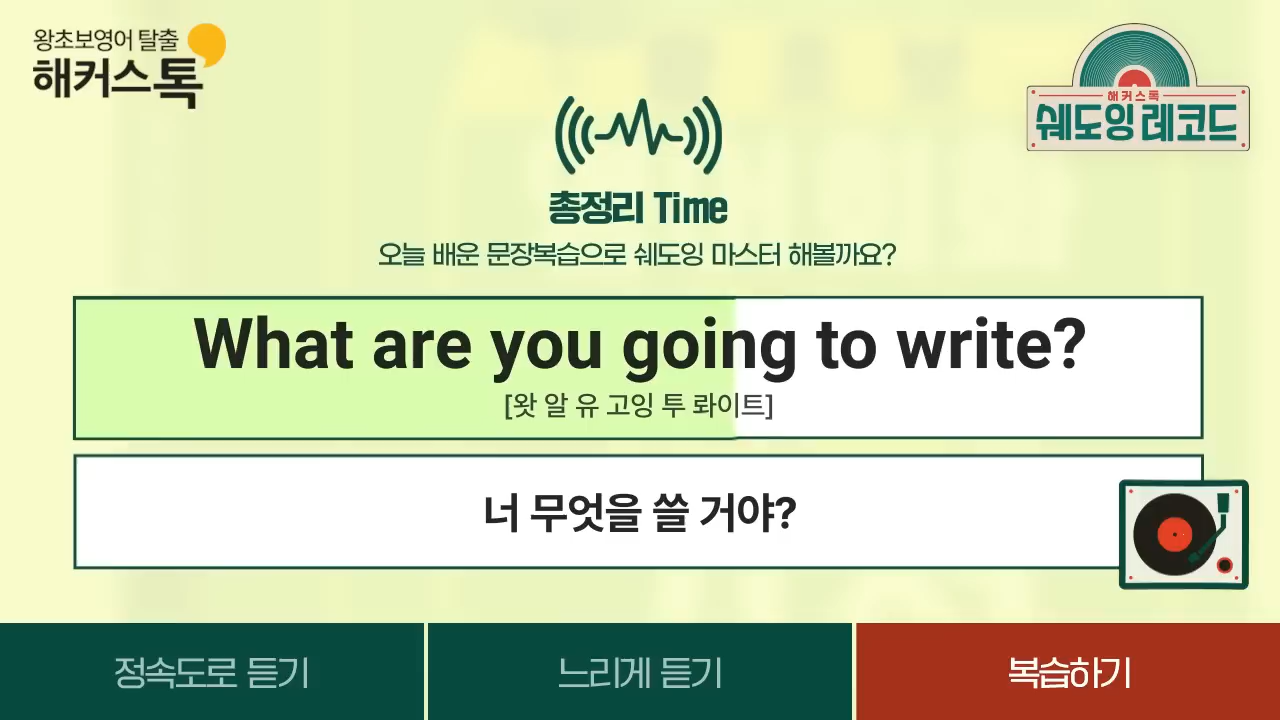 왕초보영어 탈출
해커스톡
해커스톡
쉐도잉 레코드
총정리 Time
오늘 배운 문장복습으로 쉐도잉 마스터 해볼까요?
What are you going to write?
[왓 알 유 고잉 투 롸이트]
너 무엇을 쓸 거야?
정속도로 듣기
느리게 듣기
복습하기